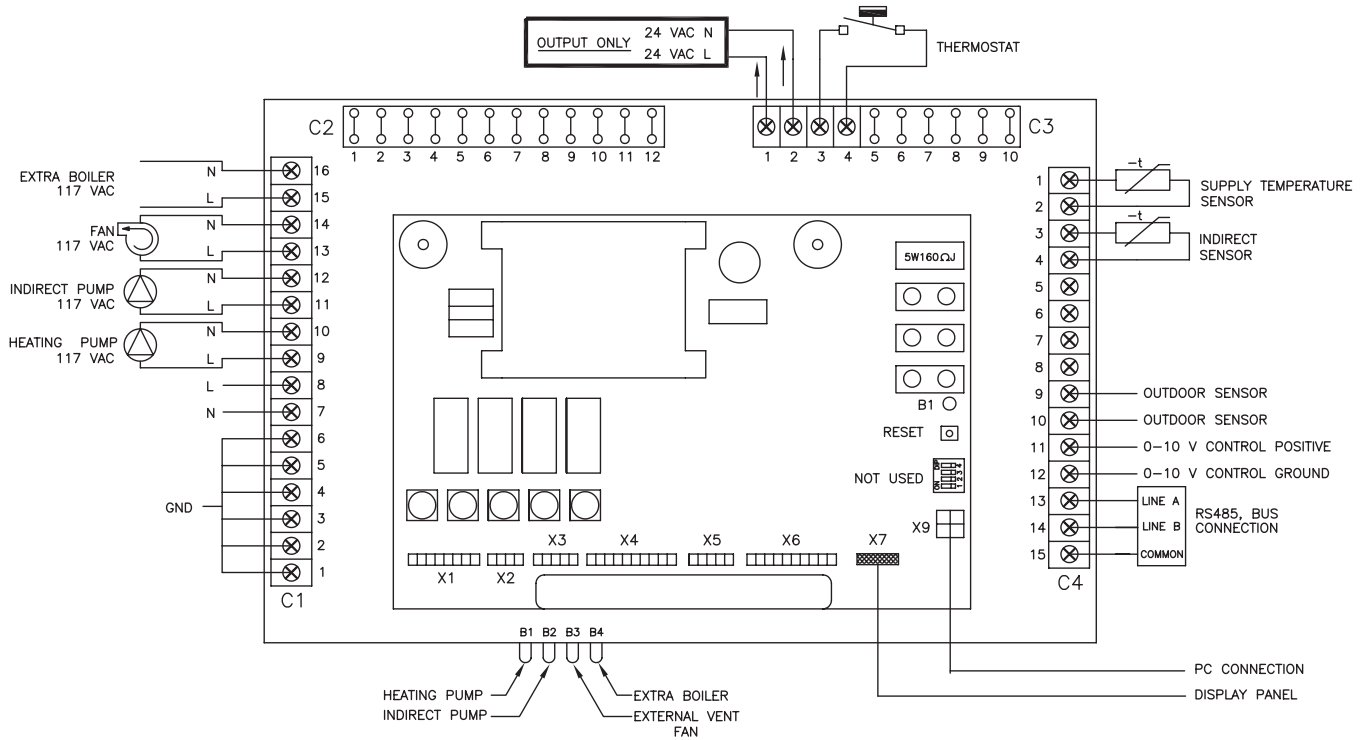 OUTPUT ONLY
24 VAC N
24 VAC L
THERMOSTAT
C2
1 2 3 4 5 6 7 8 9 10 11 12
1 2 3 4 5 6 7 8 9 10
C3
EXTRA BOILER
117 VAC
N 16
L 15
FAN
117 VAC
N 14
L 13
INDIRECT PUMP
117 VAC
N 12
L 11
HEATING PUMP
117 VAC
N 10
L 9
L 8
N 7
6
5
4
GND
3
2
1
C1
5W160ΩJ
B1
RESET
NOT USED
ON DIP
1 2 3 4
X9
X1
X2
X3
X4
X5
X6
X7
1
-t
SUPPLY TEMPERATURE
SENSOR
2
3
-t
INDIRECT
SENSOR
4
5
6
7
8
9 OUTDOOR SENSOR
10 OUTDOOR SENSOR
11 0-10 V CONTROL POSITIVE
12 0-10 V CONTROL GROUND
13 LINE A
14 LINE B
15 COMMON
RS485, BUS
CONNECTION
C4
B1 B2 B3 B4
HEATING PUMP
INDIRECT PUMP
EXTRA BOILER
EXTERNAL VENT
FAN
PC CONNECTION
DISPLAY PANEL